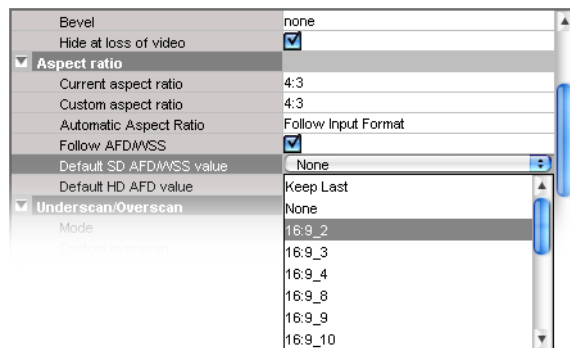 Bevel none
Hide at loss of video
Aspect ratio
Current aspect ratio 4:3
Custom aspect ratio 4:3
Automatic Aspect Ratio Follow Input Format
Follow AFD/WSS
Default SD AFD/WSS value None
Default HD AFD value Keep Last
Underscan/Overscan None
Mode 16:9_2
Custom overscan 16:9_3
16:9_4
16:9_8
16:9_9
16:9_10